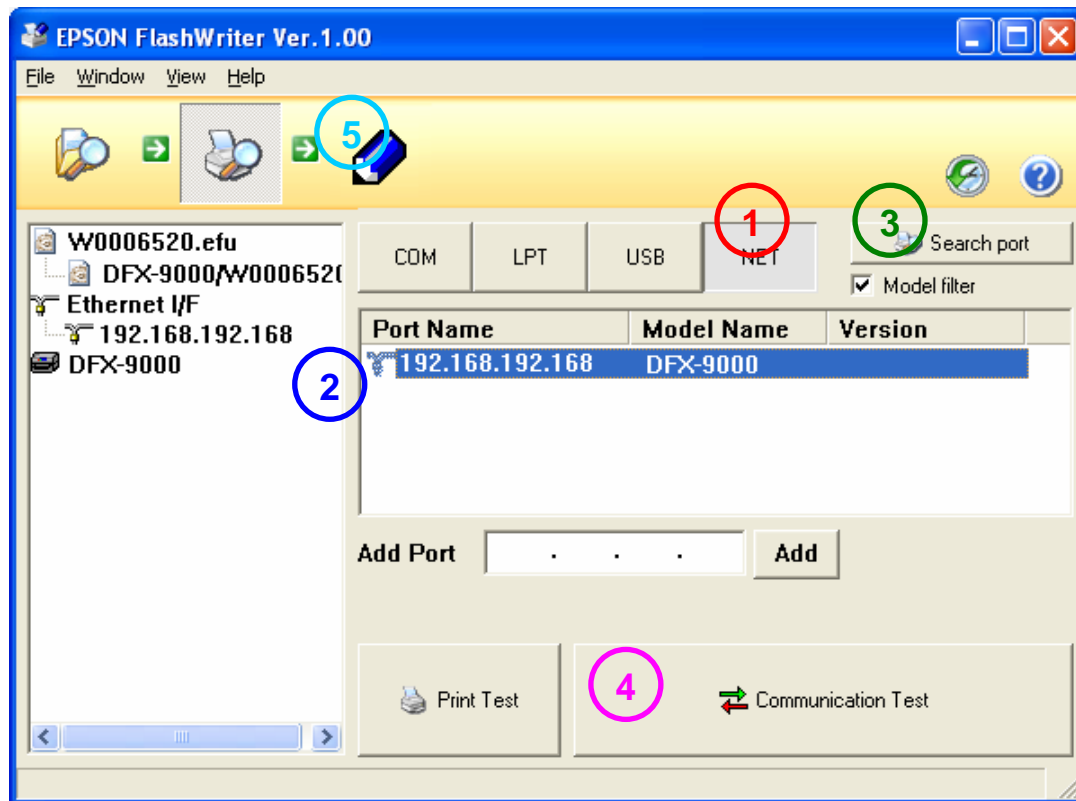 EPSON FlashWriter Ver.1.00
File Window View Help
5
W0006520.efu
DFX-9000/W0006520
Ethernet I/F
192.168.192.168
DFX-9000
1
3
COM LPT USB NET
Search port
Model filter
Port Name Model Name Version
192.168.192.168 DFX-9000
2
Add Port . . . Add
Print Test
4
Communication Test